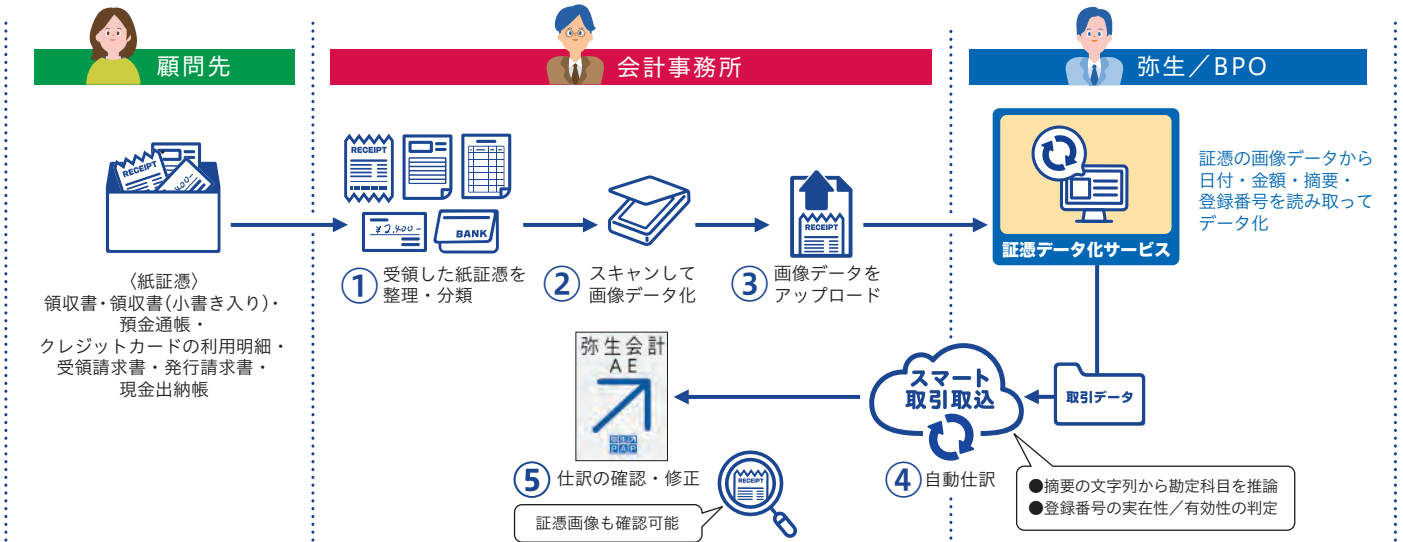 顧問先
会計事務所
弥生／BPO
RECEIPT
¥2,400-
RECEIPT
BANK
RECEIPT
証憑データ化サービス
証憑の画像データから
日付・金額・摘要・
登録番号を読み取って
データ化
〈紙証憑〉
領収書・領収書(小書き入り)・
預金通帳・
クレジットカードの利用明細・
受領請求書・発行請求書・
現金出納帳
① 受領した紙証憑を
整理・分類
② スキャンして
画像データ化
③ 画像データを
アップロード
取引データ
スマート
取引取込
④ 自動仕訳
●摘要の文字列から勘定科目を推論
●登録番号の実在性／有効性の判定
弥生会計
AE
弥生
PAP
⑤ 仕訳の確認・修正
RECEIPT
証憑画像も確認可能